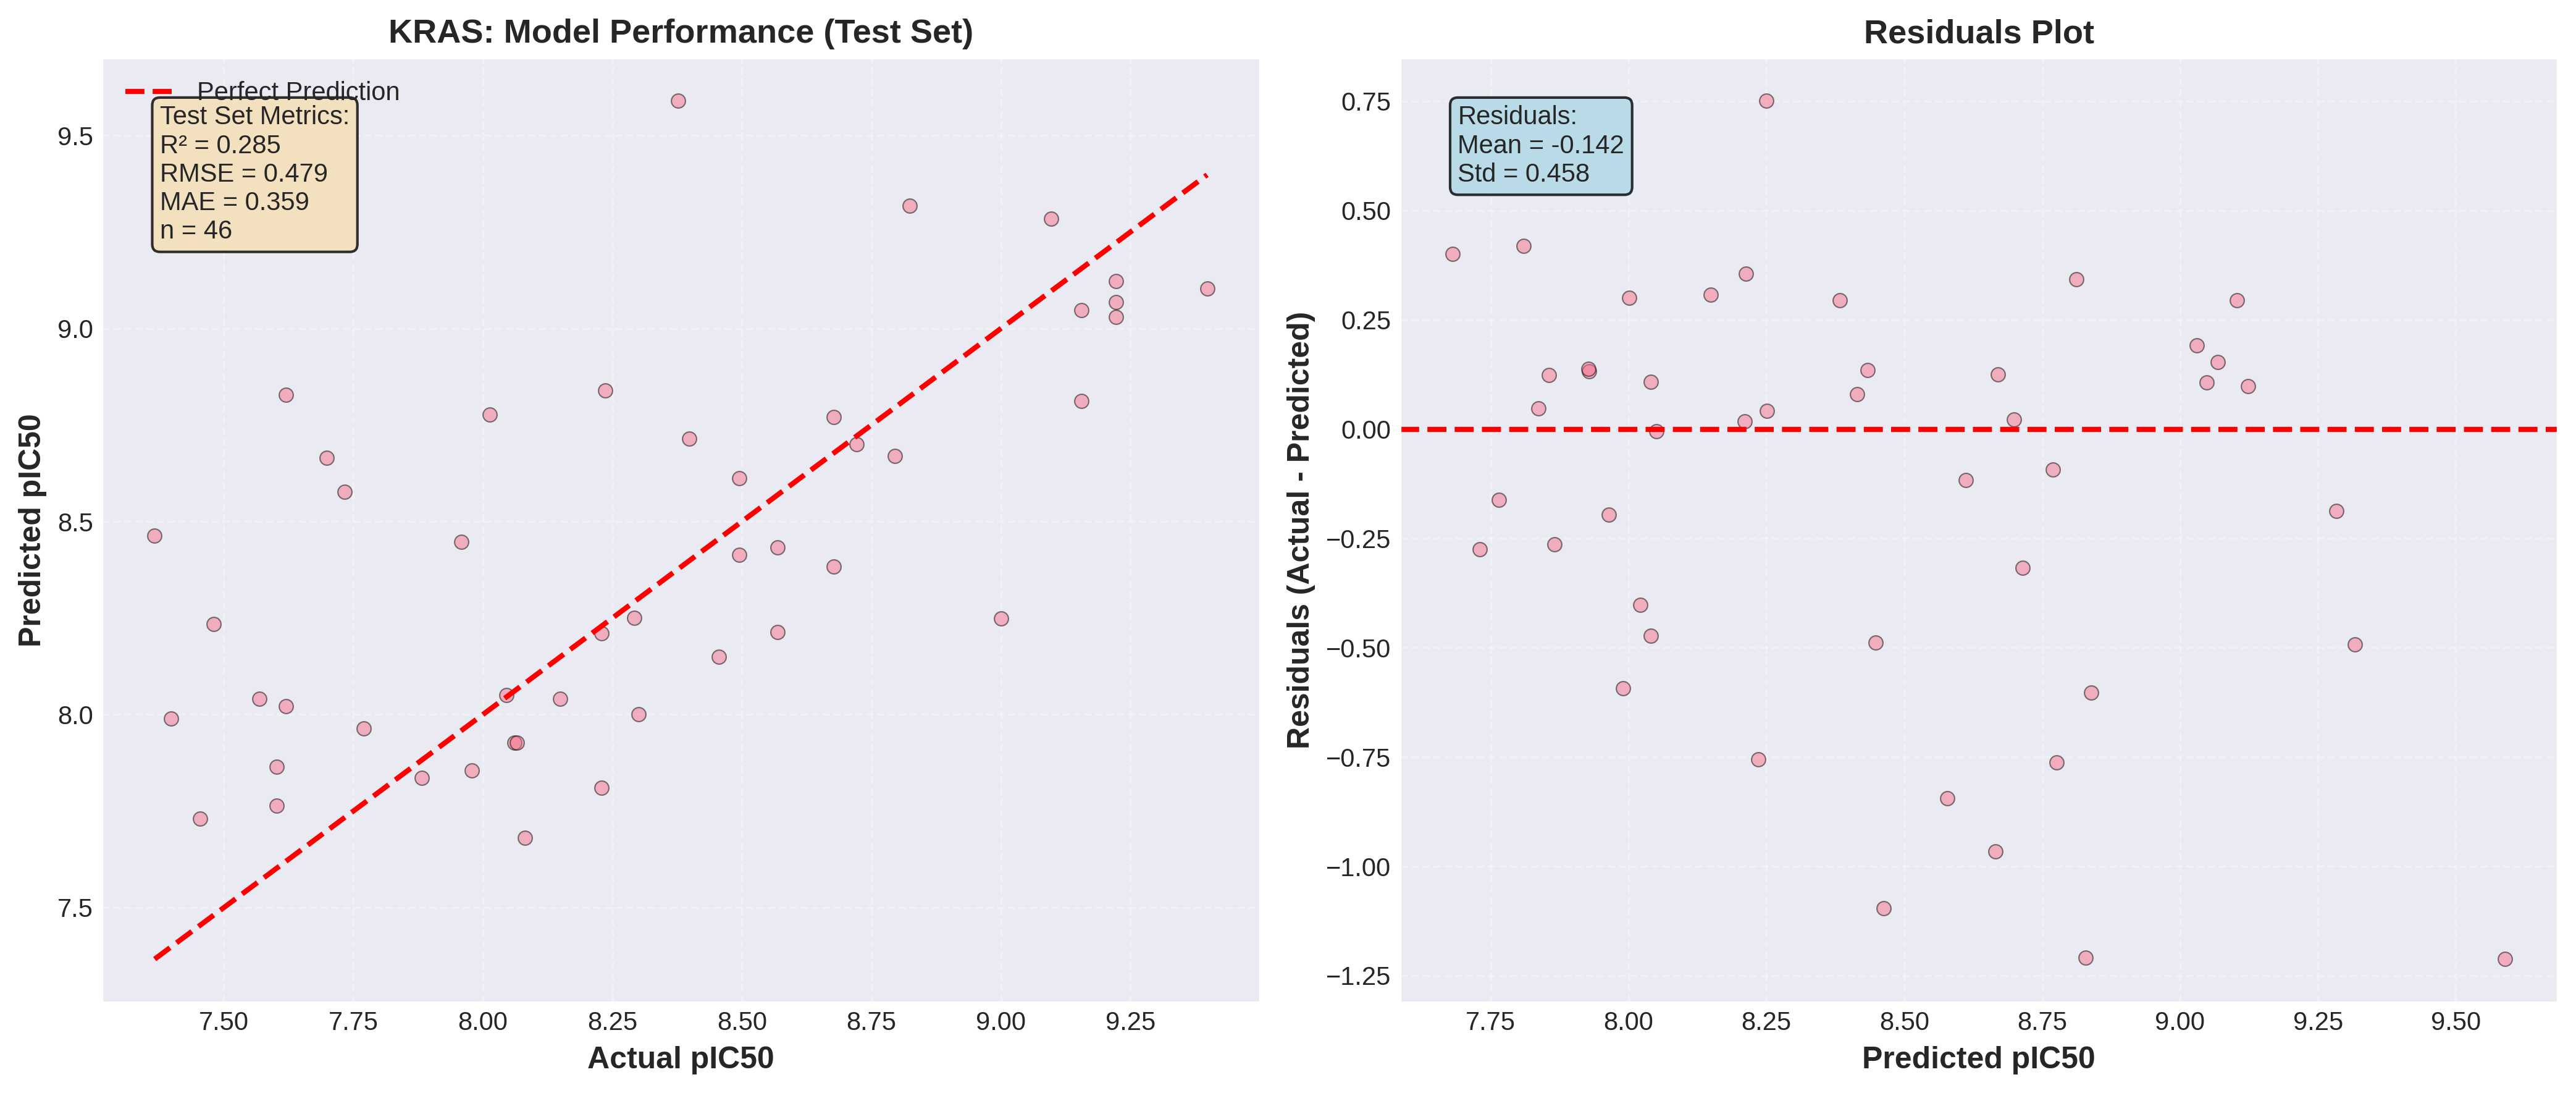 KRAS: Model Performance (Test Set)
Perfect Prediction
Test Set Metrics:
R² = 0.285
RMSE = 0.479
MAE = 0.359
n = 46
Predicted pIC50
9.5
9.0
8.5
8.0
7.5
7.50 7.75 8.00 8.25 8.50 8.75 9.00 9.25
Actual pIC50
Residuals Plot
Residuals:
Mean = -0.142
Std = 0.458
Residuals (Actual - Predicted)
0.75
0.50
0.25
0.00
−0.25
−0.50
−0.75
−1.00
−1.25
7.75 8.00 8.25 8.50 8.75 9.00 9.25 9.50
Predicted pIC50